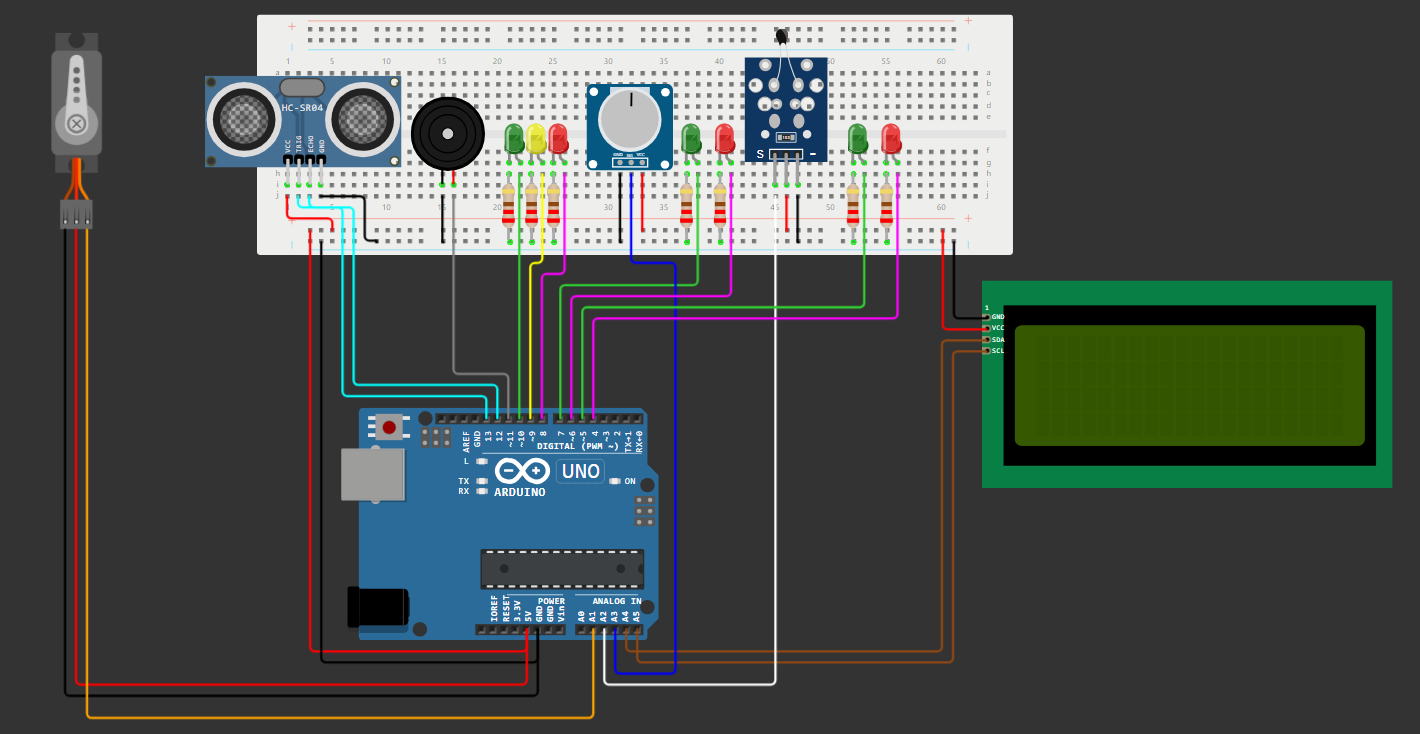 + +
1 5 10 15 20 25 30 35 40 50 55 60
a a
b
c
d
e
HC-SR04
VCC TRIG ECHO GND
GND SIG VCC
103
S -
f
g
h h
i i
j j
5 10 15 20 25 30 35 40 45 50 55 60
+ +
1
GND
VCC
SDA
SCL
AREF GND 13 12 ~11 ~10 ~9 8 7 ~6 ~5 4 ~3 2 TX→1 RX←0
DIGITAL (PWM ~)
L
UNO
TX
RX
ON
ARDUINO
POWER
ANALOG IN
IOREF RESET 3.3V 5V GND GND Vin A0 A1 A2 A3 A4 A5